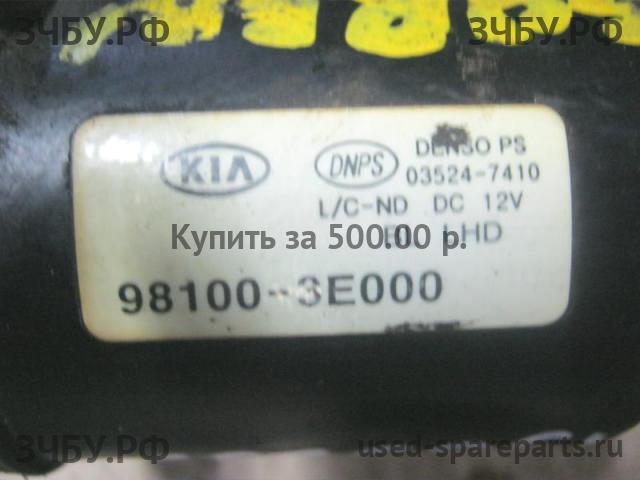 ЗЧБУ.РФ
ЗЧБУ.РФ
KIA
DNPS
DENSO PS
03524-7410
L/C-ND DC 12V
LHD
Купить за 500.00 р.
98100-3E000
ЗЧБУ.РФ
used-spareparts.ru